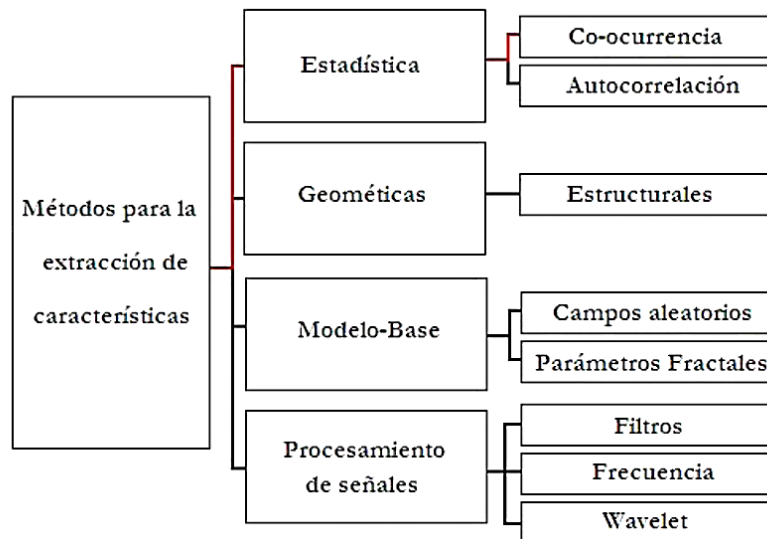 Métodos para la
extracción de
características
Estadística
Co-ocurrencia
Autocorrelación
Geométicas
Estructurales
Modelo-Base
Campos aleatorios
Parámetros Fractales
Procesamiento
de señales
Filtros
Frecuencia
Wavelet